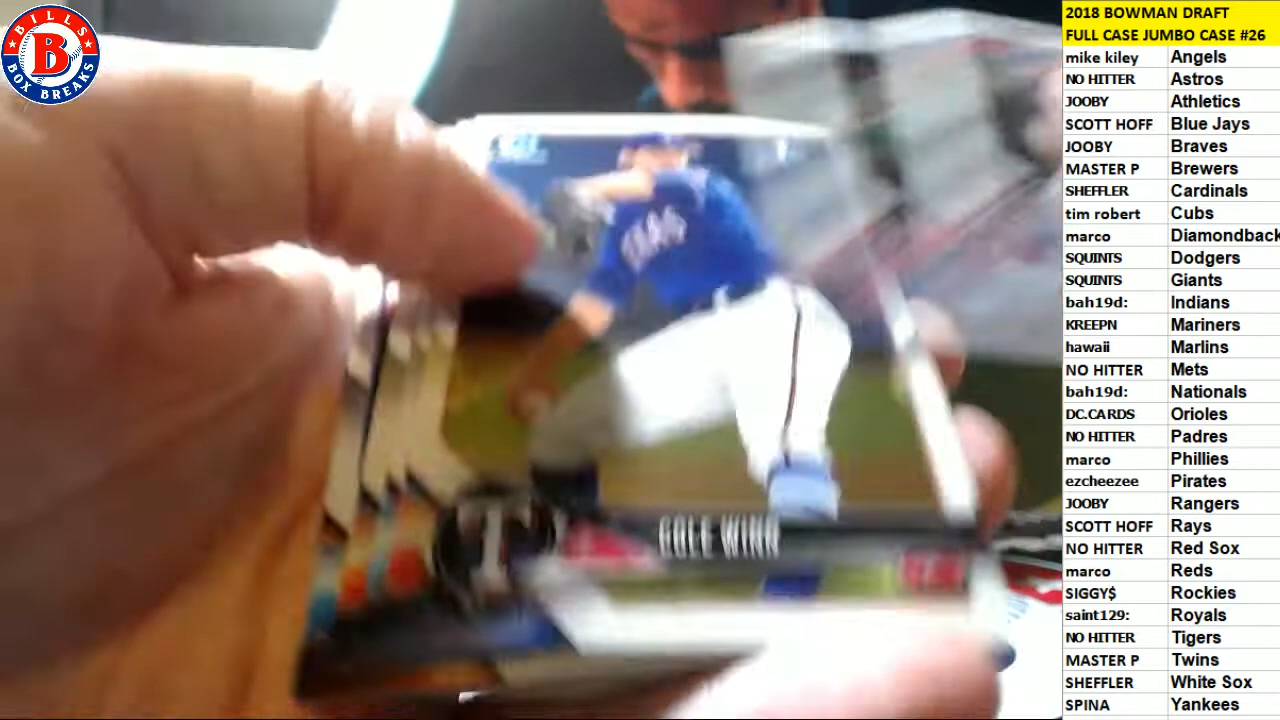 BILLS
B
BOX BREAKS
COLE WINN
T
2018 BOWMAN DRAFT
FULL CASE JUMBO CASE #26
mike kiley Angels
NO HITTER Astros
JOOBY Athletics
SCOTT HOFF Blue Jays
JOOBY Braves
MASTER P Brewers
SHEFFLER Cardinals
tim robert Cubs
marco Diamondback
SQUINTS Dodgers
SQUINTS Giants
bah19d: Indians
KREEPN Mariners
hawaii Marlins
NO HITTER Mets
bah19d: Nationals
DC.CARDS Orioles
NO HITTER Padres
marco Phillies
ezcheezee Pirates
JOOBY Rangers
SCOTT HOFF Rays
NO HITTER Red Sox
marco Reds
SIGGY$ Rockies
saint129: Royals
NO HITTER Tigers
MASTER P Twins
SHEFFLER White Sox
SPINA Yankees